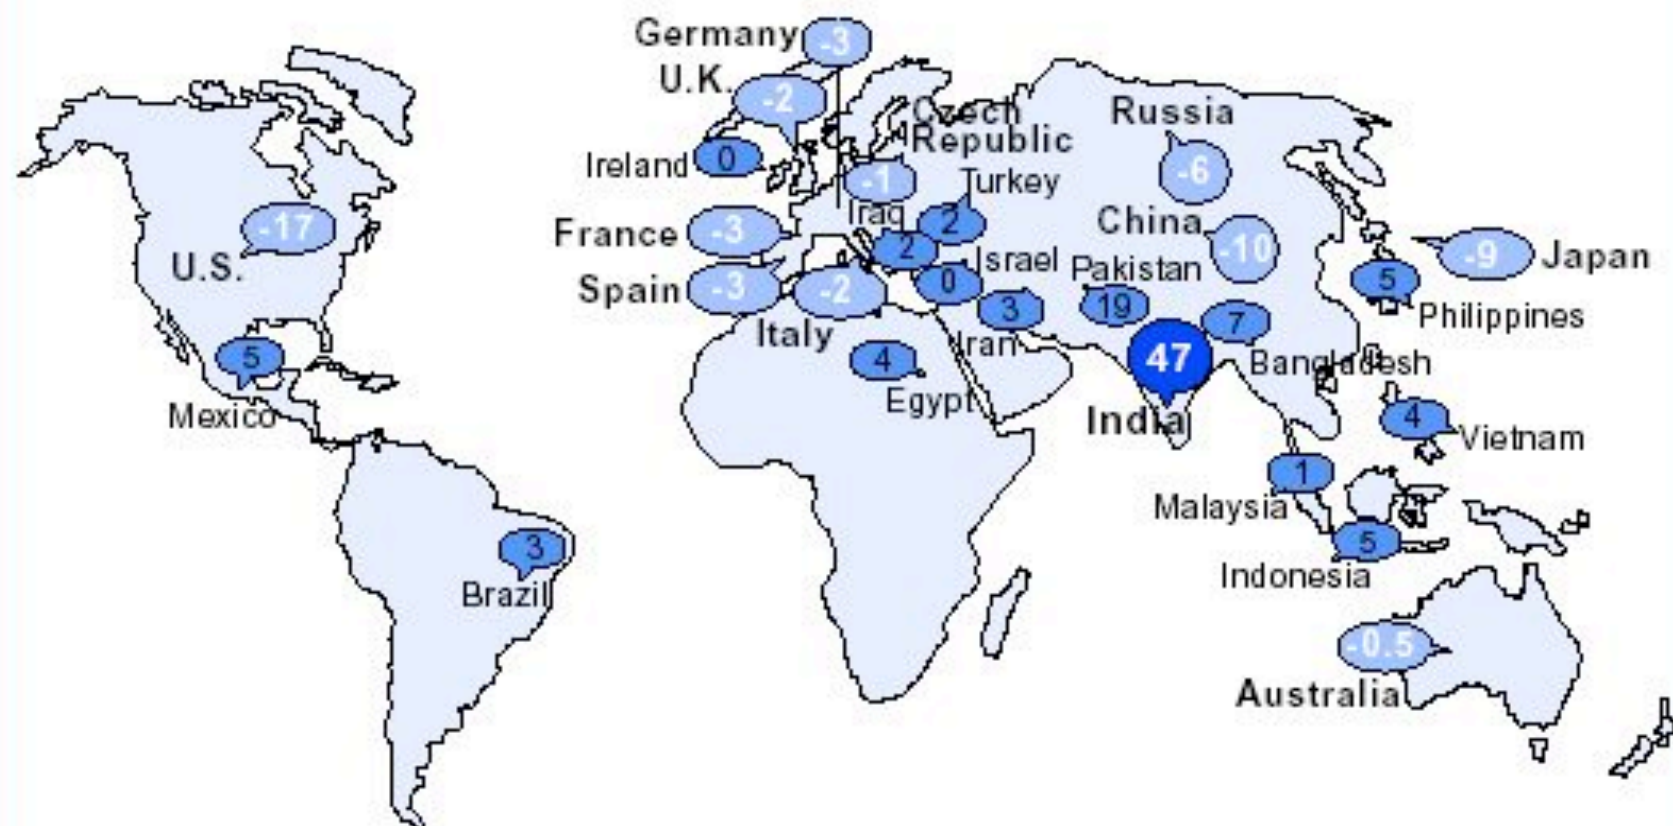 Germany
-3
U.K.
-2
Ireland
0
Czech
Republic
-1
Turkey
2
Iraq
2
France
-3
Spain
-3
Italy
-2
Israel
0
Iran
3
Egypt
4
Russia
-6
China
-10
Pakistan
19
India
47
7
Bangladesh
-9
Japan
5
Philippines
4
Vietnam
1
Malaysia
5
Indonesia
-0.5
Australia
-17
U.S.
5
Mexico
3
Brazil